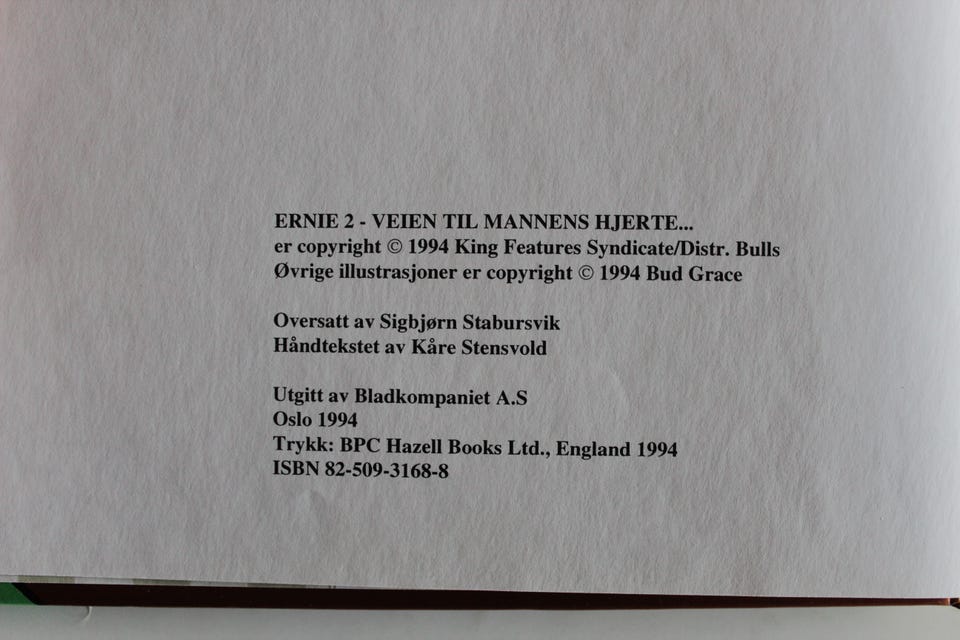 ERNIE 2 - VEIEN TIL MANNENS HJERTE...
er copyright © 1994 King Features Syndicate/Distr. Bulls
Øvrige illustrasjoner er copyright © 1994 Bud Grace
Oversatt av Sigbjørn Stabursvik
Håndtekstet av Kåre Stensvold
Utgitt av Bladkompaniet A.S
Oslo 1994
Trykk: BPC Hazell Books Ltd., England 1994
ISBN 82-509-3168-8